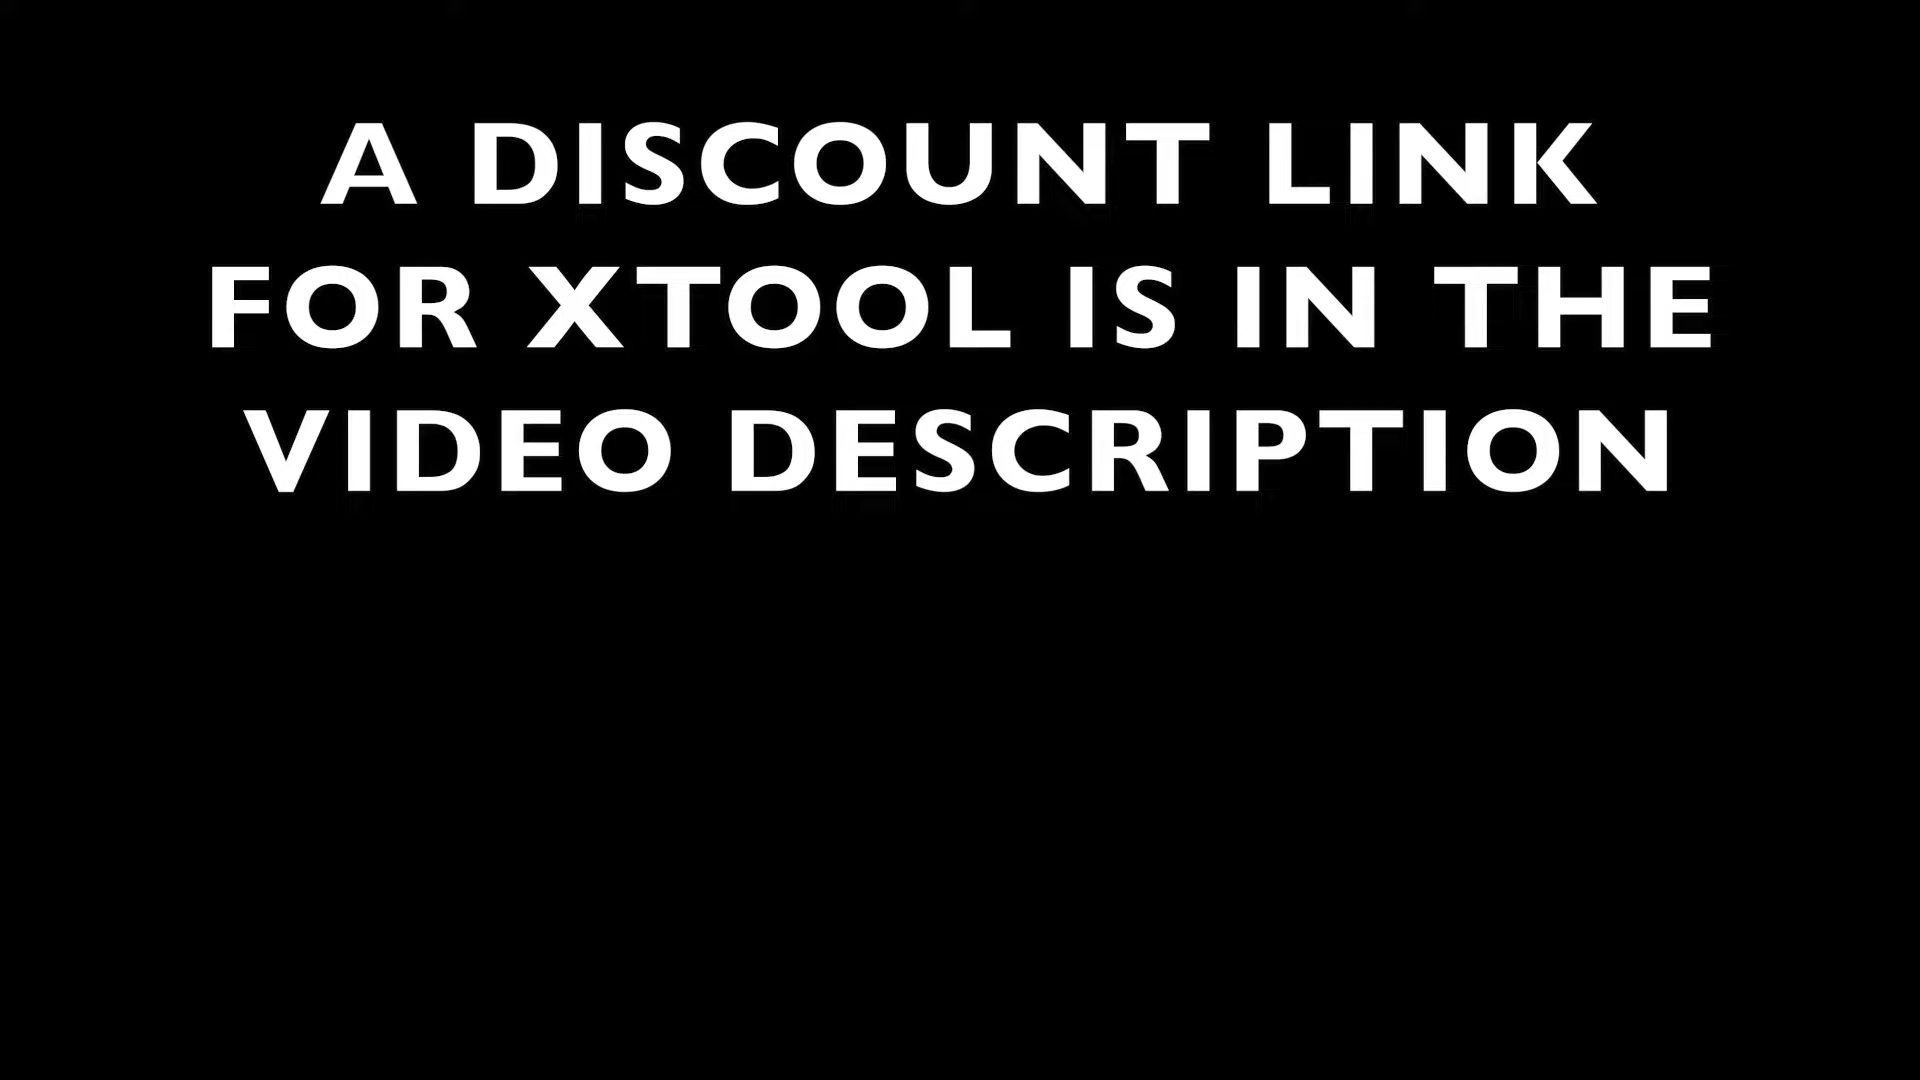 A DISCOUNT LINK
FOR XTOOL IS IN THE
VIDEO DESCRIPTION